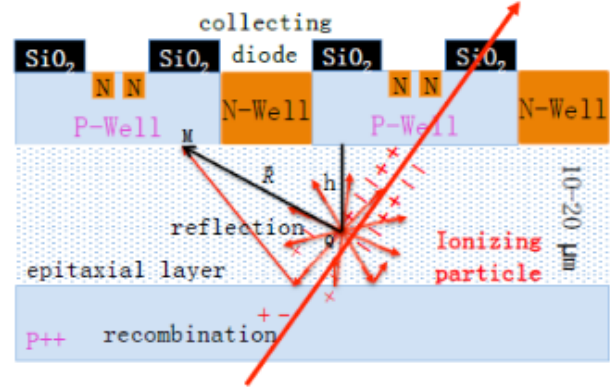 collecting
diode
SiO₂ SiO₂ SiO₂ SiO₂
N N N N
N-Well N-Well
P-Well P-Well
M
R
h
reflection
Q
Ionizing
particle
10-20 μm
epitaxial layer
+ -
recombination
P++